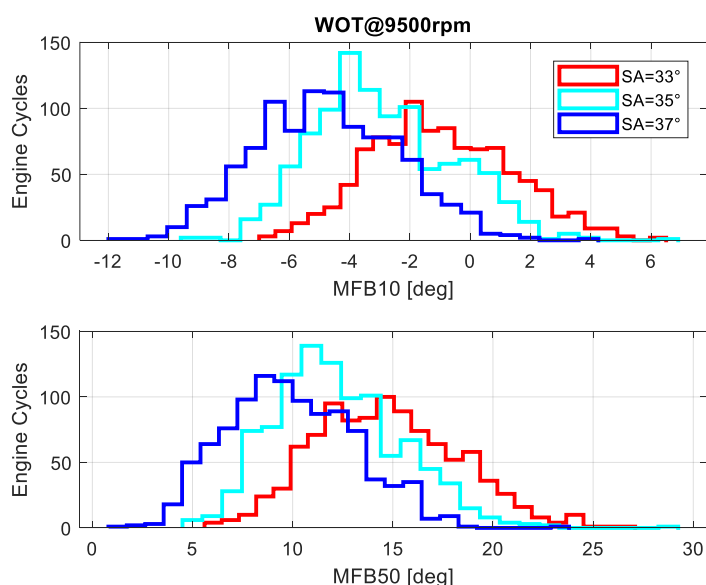 WOT@9500rpm
150
100
50
0
Engine Cycles
SA=33°
SA=35°
SA=37°
-12 -10 -8 -6 -4 -2 0 2 4 6
MFB10 [deg]
150
100
50
0
Engine Cycles
0 5 10 15 20 25 30
MFB50 [deg]